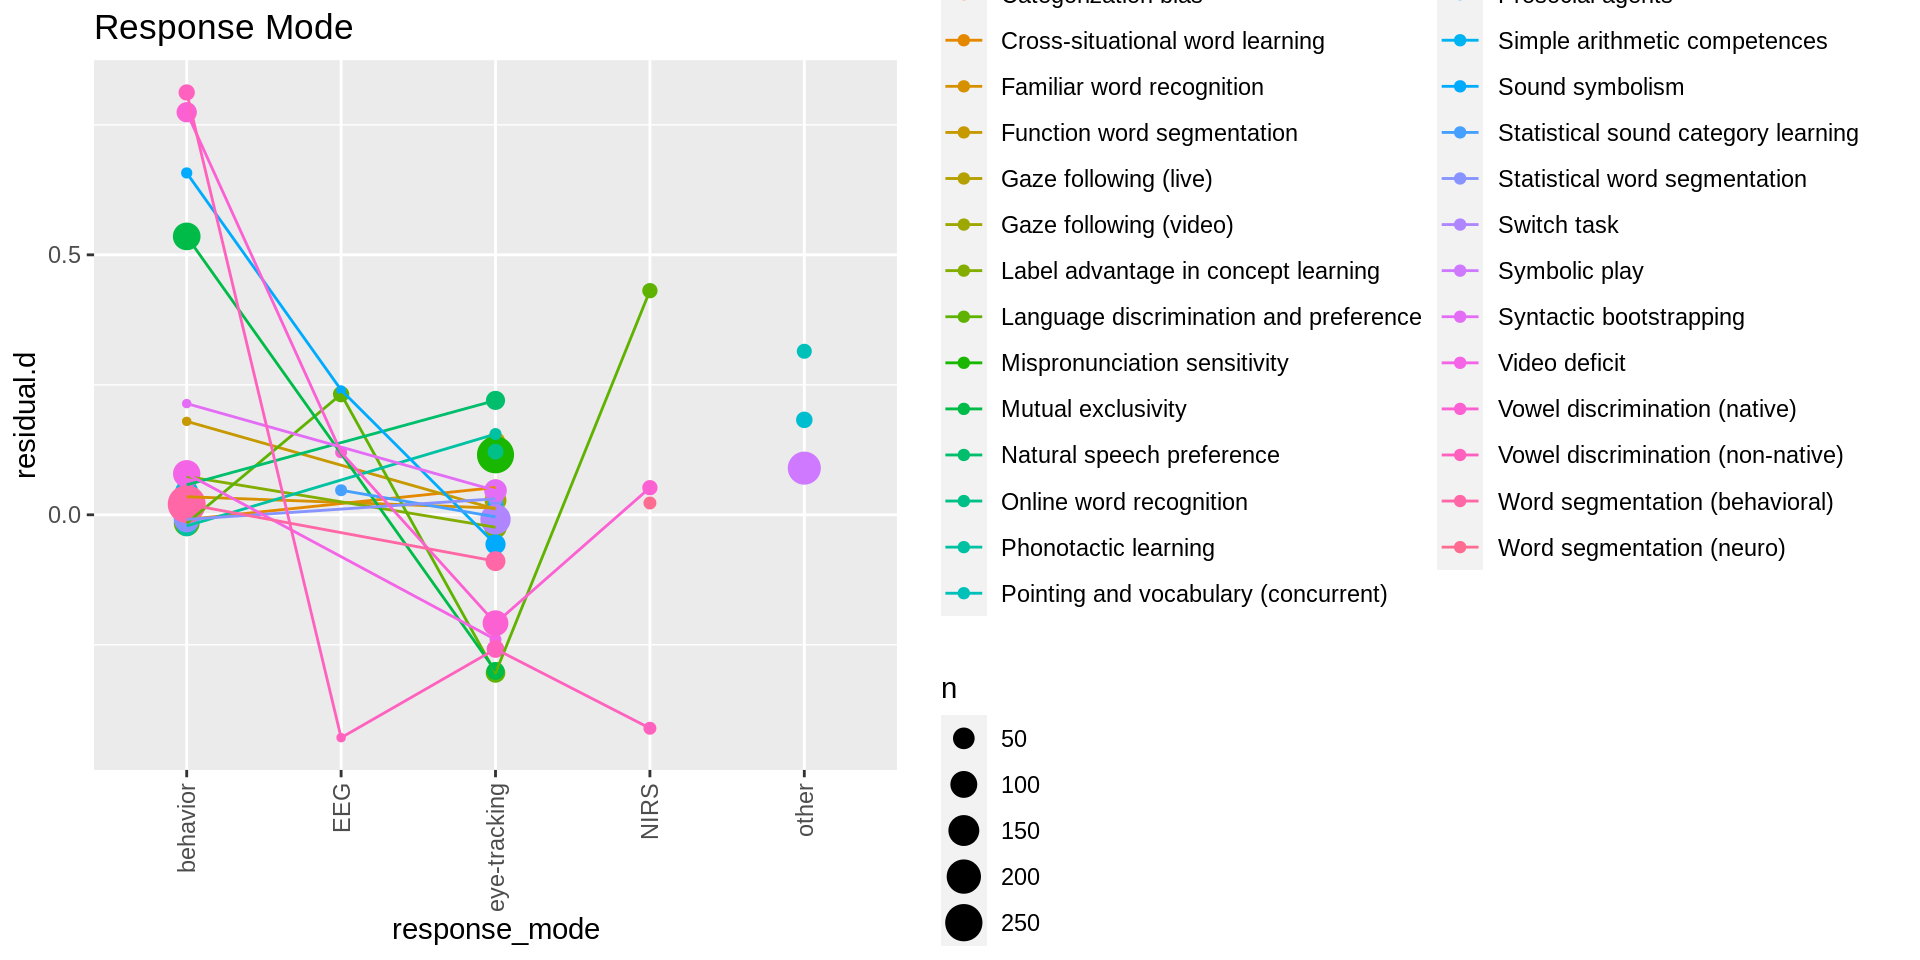 Response Mode
residual.d
0.5
0.0
behavior
EEG
eye-tracking
NIRS
other
response_mode
Categorization bias
Cross-situational word learning
Familiar word recognition
Function word segmentation
Gaze following (live)
Gaze following (video)
Label advantage in concept learning
Language discrimination and preference
Mispronunciation sensitivity
Mutual exclusivity
Natural speech preference
Online word recognition
Phonotactic learning
Pointing and vocabulary (concurrent)
Prosocial agents
Simple arithmetic competences
Sound symbolism
Statistical sound category learning
Statistical word segmentation
Switch task
Symbolic play
Syntactic bootstrapping
Video deficit
Vowel discrimination (native)
Vowel discrimination (non-native)
Word segmentation (behavioral)
Word segmentation (neuro)
n
50
100
150
200
250